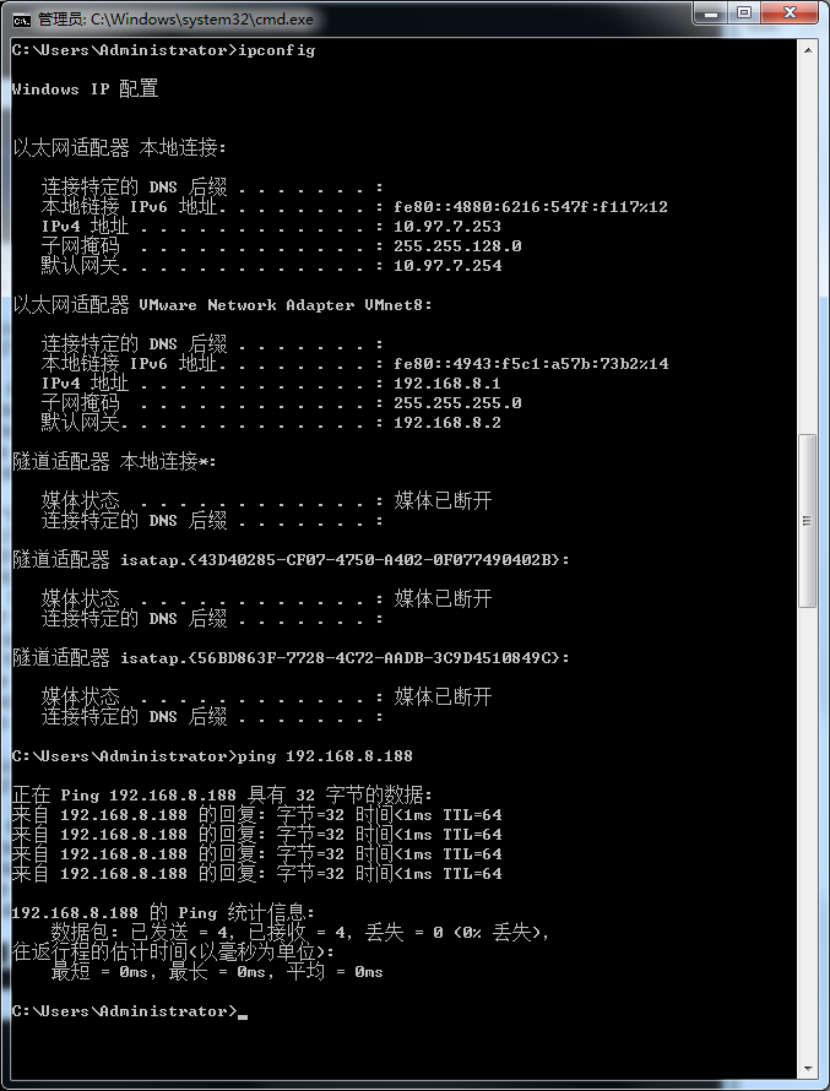 管理员: C:\Windows\system32\cmd.exe
C:\Users\Administrator>ipconfig
Windows IP 配置
以太网适配器 本地连接:
连接特定的 DNS 后缀 . . . . . . . :
本地链接 IPv6 地址. . . . . . . . : fe80::4880:6216:547f:f117%12
IPv4 地址 . . . . . . . . . . . . : 10.97.7.253
子网掩码 . . . . . . . . . . . . : 255.255.128.0
默认网关. . . . . . . . . . . . . : 10.97.7.254
以太网适配器 VMware Network Adapter VMnet8:
连接特定的 DNS 后缀 . . . . . . . :
本地链接 IPv6 地址. . . . . . . . : fe80::4943:f5c1:a57b:73b2%14
IPv4 地址 . . . . . . . . . . . . : 192.168.8.1
子网掩码 . . . . . . . . . . . . : 255.255.255.0
默认网关. . . . . . . . . . . . . : 192.168.8.2
隧道适配器 本地连接*:
媒体状态 . . . . . . . . . . . . : 媒体已断开
连接特定的 DNS 后缀 . . . . . . . :
隧道适配器 isatap.{43D40285-CF07-4750-A402-0F077490402B}:
媒体状态 . . . . . . . . . . . . : 媒体已断开
连接特定的 DNS 后缀 . . . . . . . :
隧道适配器 isatap.{56BD863F-7728-4C72-AADB-3C9D4510849C}:
媒体状态 . . . . . . . . . . . . : 媒体已断开
连接特定的 DNS 后缀 . . . . . . . :
C:\Users\Administrator>ping 192.168.8.188
正在 Ping 192.168.8.188 具有 32 字节的数据:
来自 192.168.8.188 的回复: 字节=32 时间<1ms TTL=64
来自 192.168.8.188 的回复: 字节=32 时间<1ms TTL=64
来自 192.168.8.188 的回复: 字节=32 时间<1ms TTL=64
来自 192.168.8.188 的回复: 字节=32 时间<1ms TTL=64
192.168.8.188 的 Ping 统计信息:
数据包: 已发送 = 4, 已接收 = 4, 丢失 = 0 (0% 丢失),
往返行程的估计时间(以毫秒为单位):
最短 = 0ms, 最长 = 0ms, 平均 = 0ms
C:\Users\Administrator>_